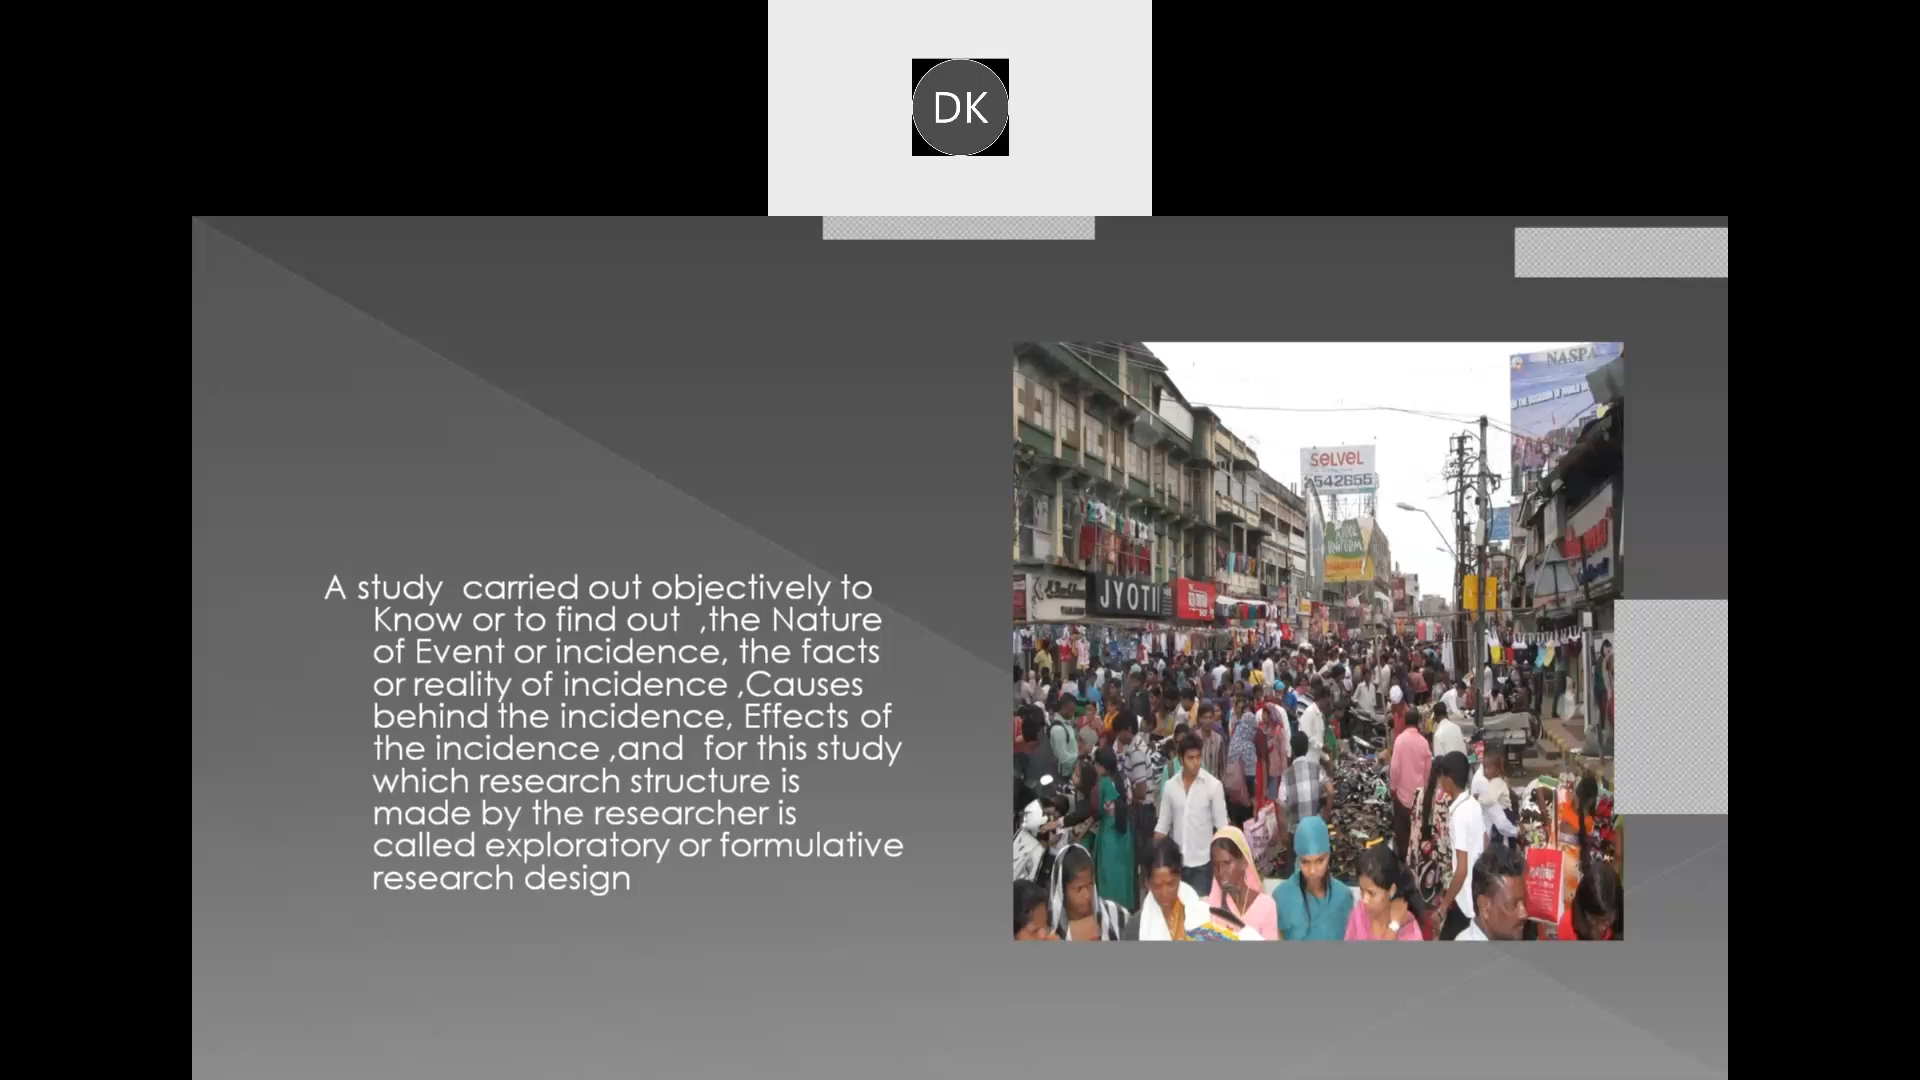 DK
A study carried out objectively to
Know or to find out ,the Nature
of Event or incidence, the facts
or reality of incidence ,Causes
behind the incidence, Effects of
the incidence ,and for this study
which research structure is
made by the researcher is
called exploratory or formulative
research design
NASPA
SELVEL
2542655
JYOTI